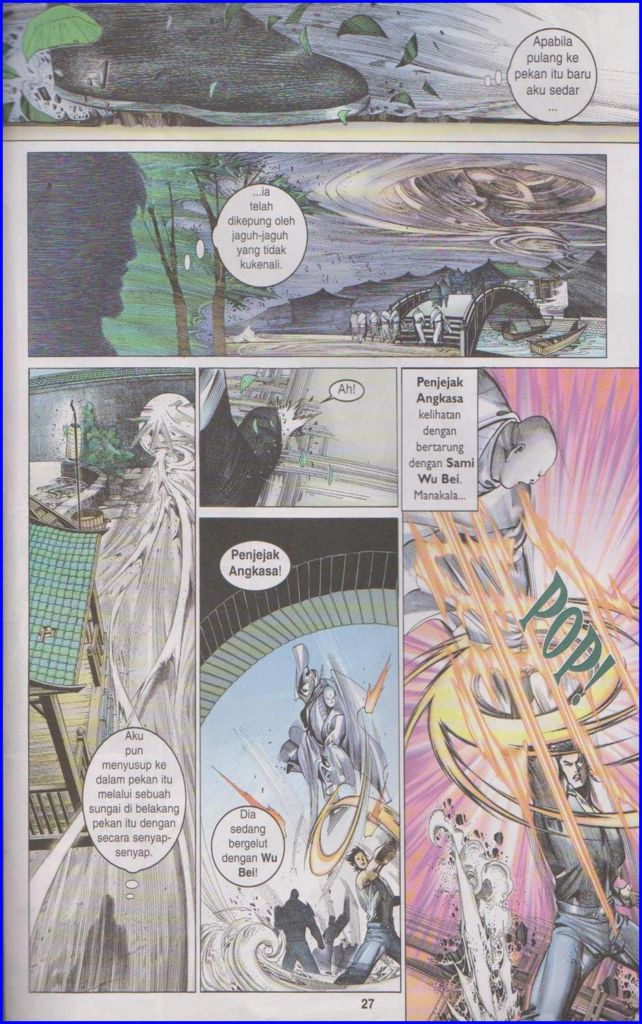 Apabila
pulang ke
pekan itu baru
aku sedar
...
...ia
telah
dikepung oleh
jaguh-jaguh
yang tidak
kukenali.
Aku
pun
menyusup ke
dalam pekan itu
melalui sebuah
sungai di belakang
pekan itu dengan
secara senyap-
senyap.
Ah!
Penjejak
Angkasa!
Dia
sedang
bergelut
dengan Wu
Bei!
Penjejak
Angkasa
kelihatan
dengan
bertarung
dengan Sami
Wu Bei.
Manakala...
POP!
27